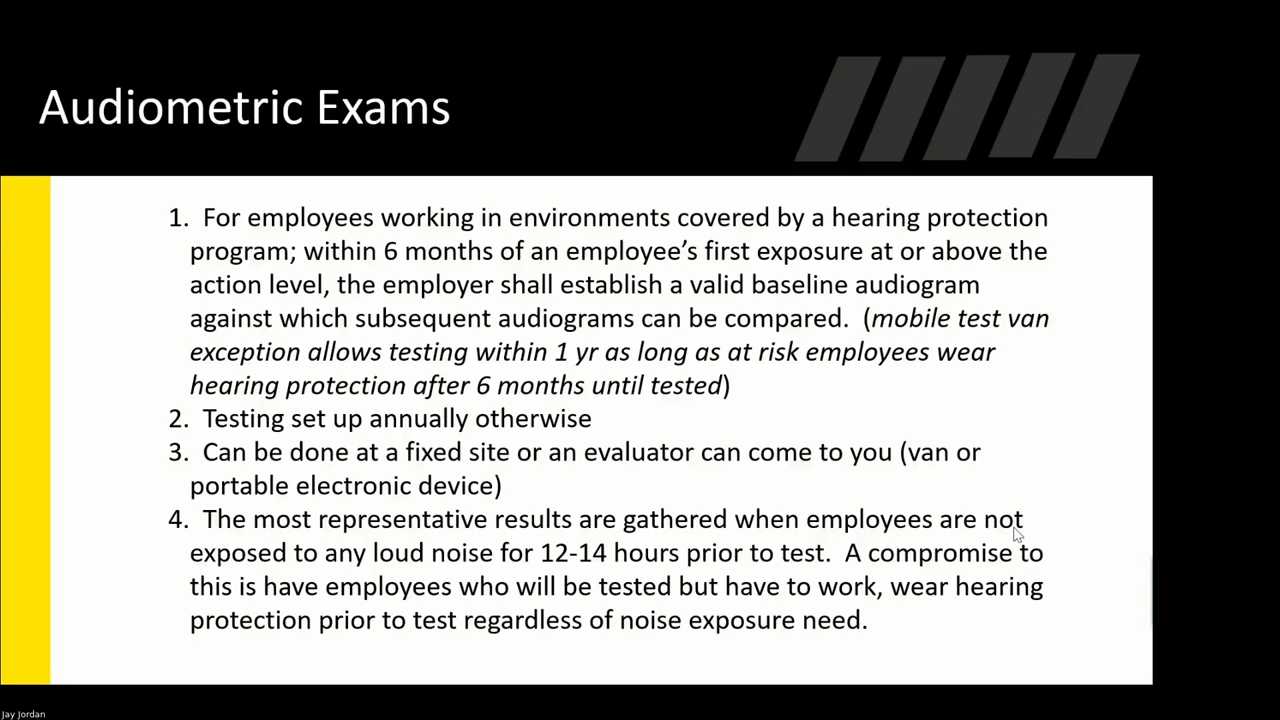 Audiometric Exams
1. For employees working in environments covered by a hearing protection
program; within 6 months of an employee’s first exposure at or above the
action level, the employer shall establish a valid baseline audiogram
against which subsequent audiograms can be compared. (mobile test van
exception allows testing within 1 yr as long as at risk employees wear
hearing protection after 6 months until tested)
2. Testing set up annually otherwise
3. Can be done at a fixed site or an evaluator can come to you (van or
portable electronic device)
4. The most representative results are gathered when employees are not
exposed to any loud noise for 12-14 hours prior to test. A compromise to
this is have employees who will be tested but have to work, wear hearing
protection prior to test regardless of noise exposure need.
Jay Jordan